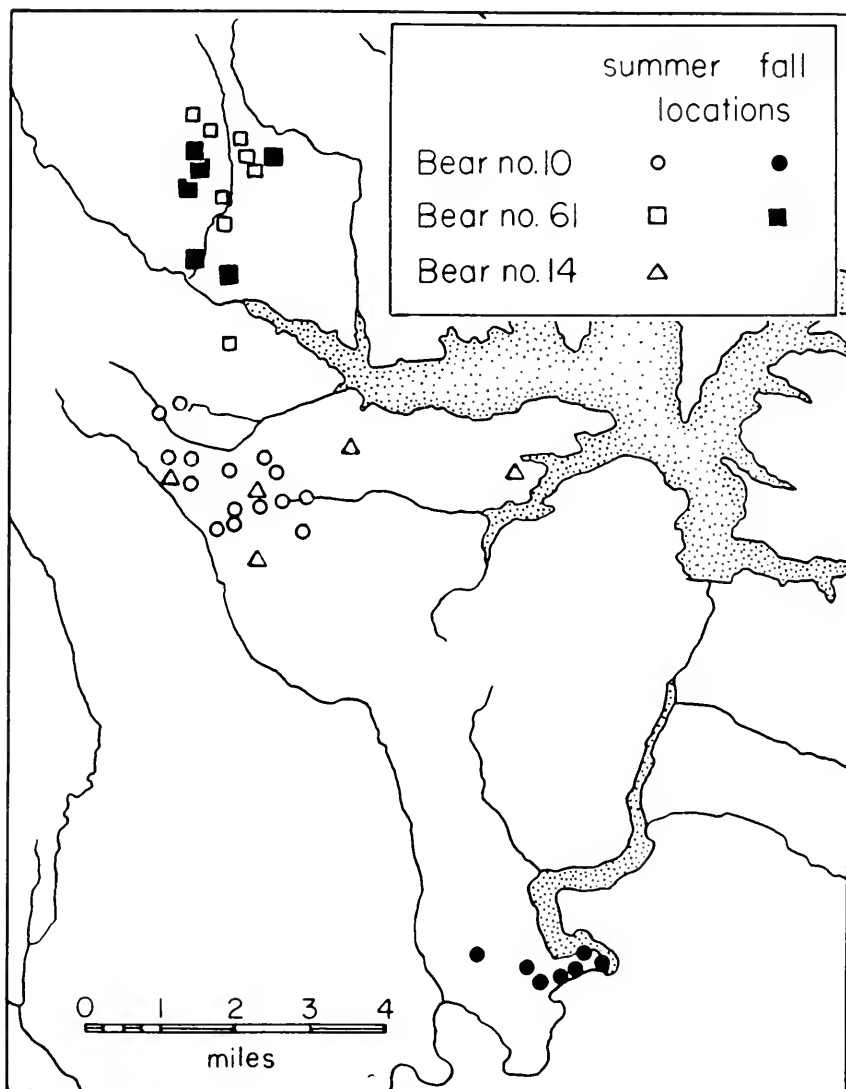 summer fall
locations
Bear no.10
Bear no. 61
Bear no.14
0 1 2 3 4
miles